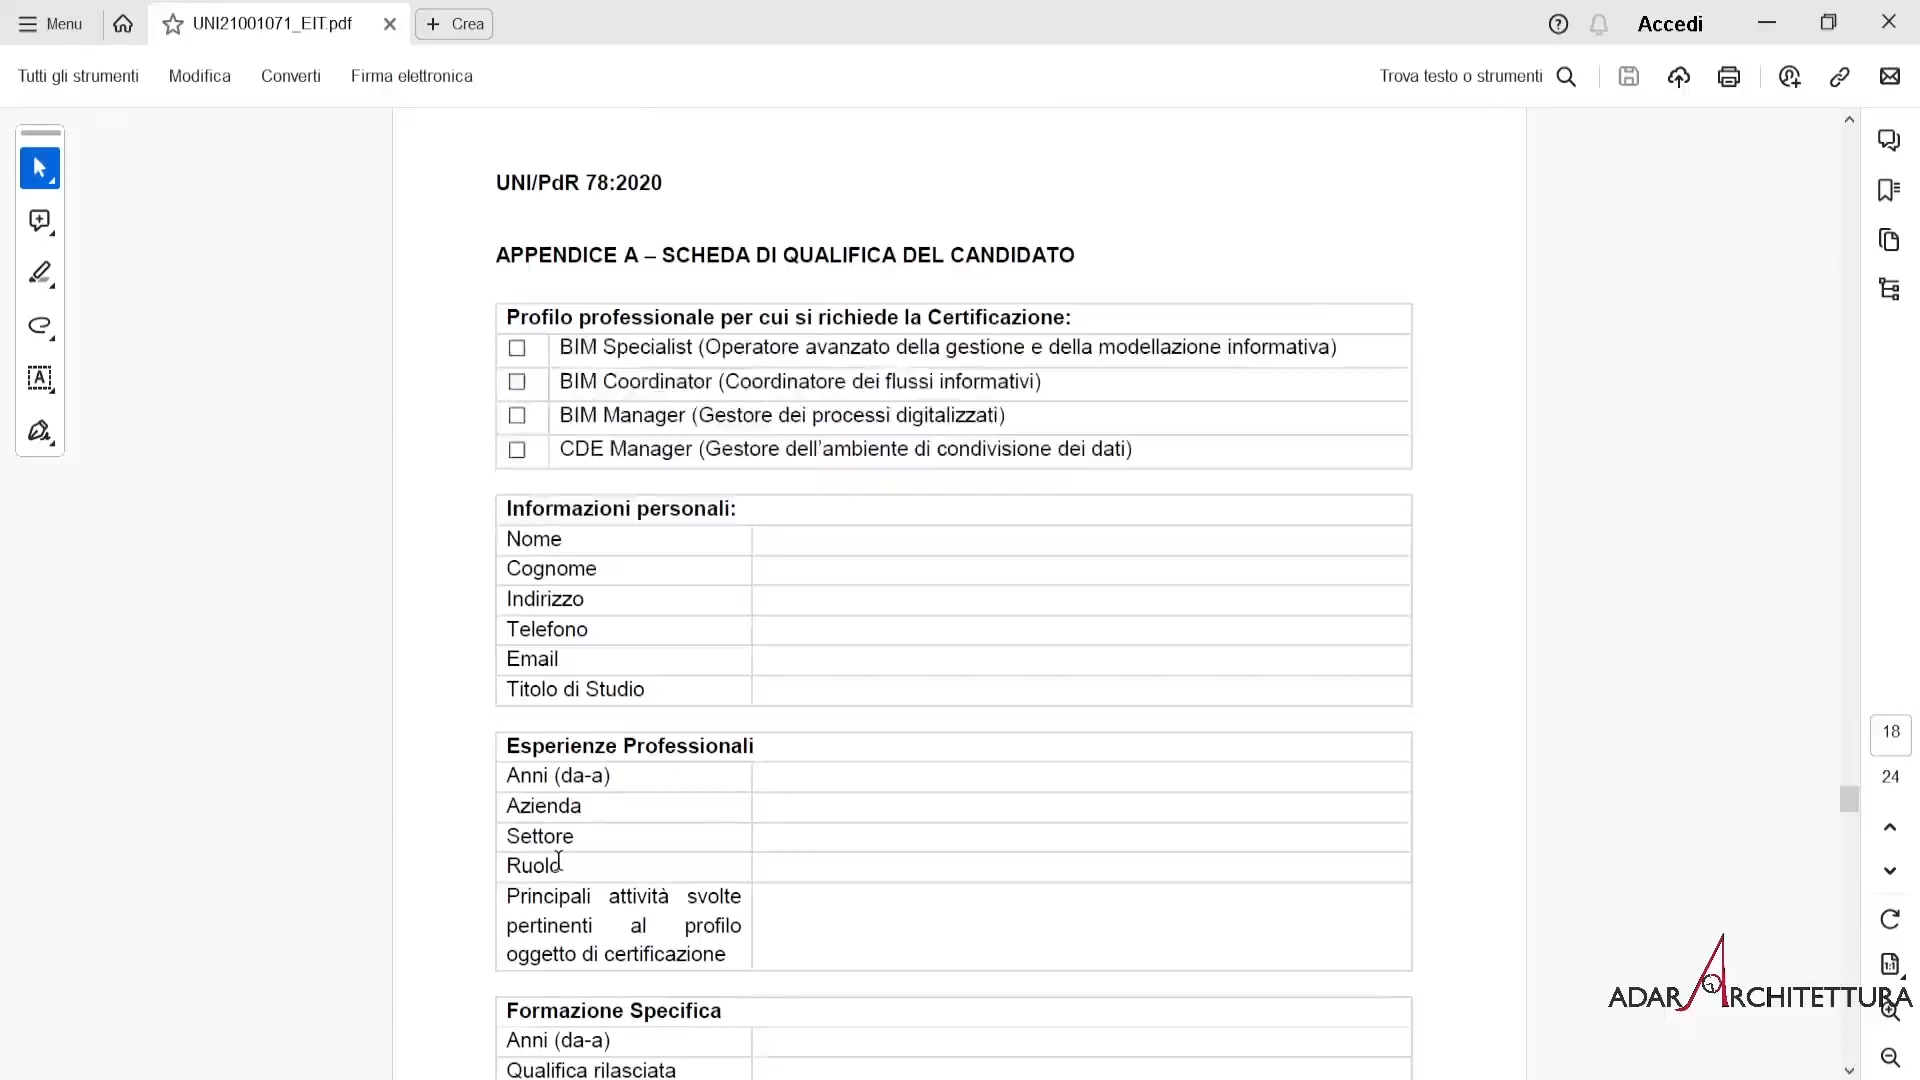 Menu
UNI21001071_EIT.pdf
Crea
Accedi
Tutti gli strumenti
Modifica
Converti
Firma elettronica
Trova testo o strumenti
UNI/PdR 78:2020
APPENDICE A – SCHEDA DI QUALIFICA DEL CANDIDATO
Profilo professionale per cui si richiede la Certificazione:
BIM Specialist (Operatore avanzato della gestione e della modellazione informativa)
BIM Coordinator (Coordinatore dei flussi informativi)
BIM Manager (Gestore dei processi digitalizzati)
CDE Manager (Gestore dell'ambiente di condivisione dei dati)
Informazioni personali:
Nome
Cognome
Indirizzo
Telefono
Email
Titolo di Studio
Esperienze Professionali
Anni (da-a)
Azienda
Settore
Ruolo
Principali attività svolte
pertinenti al profilo
oggetto di certificazione
Formazione Specifica
Anni (da-a)
Qualifica rilasciata
18
24
ADARARCHITETTURA